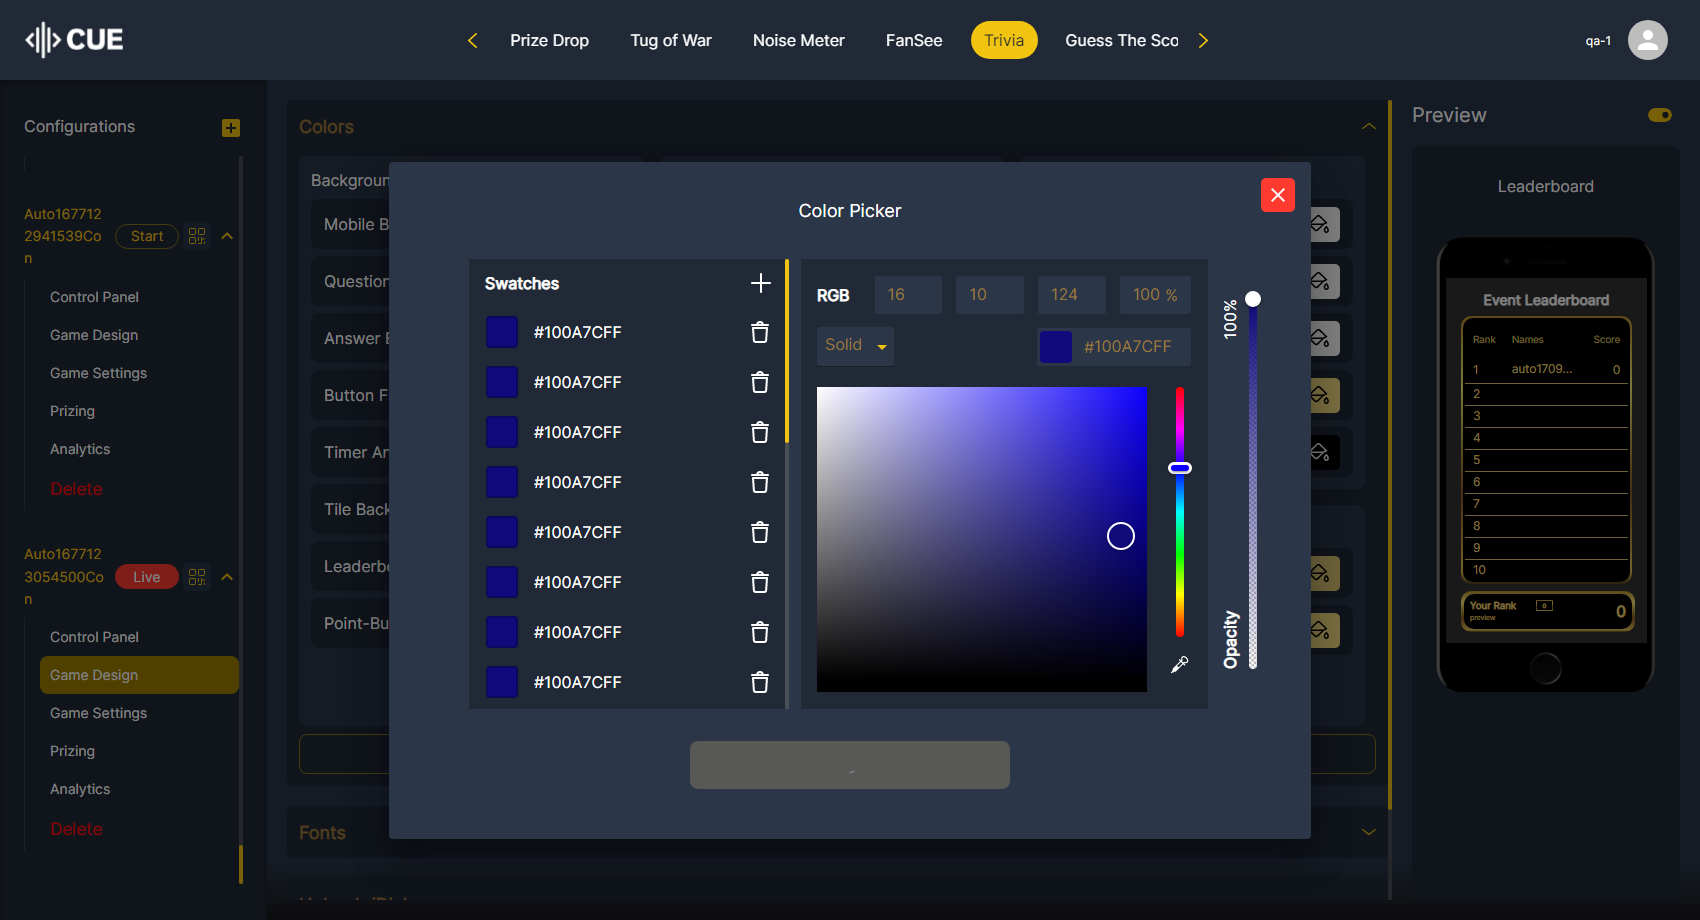 CUE
Prize Drop
Tug of War
Noise Meter
FanSee
Trivia
Guess The Sco
qa-1
Configurations
Auto167712
2941539Co
n
Start
Control Panel
Game Design
Game Settings
Prizing
Analytics
Delete
Auto167712
3054500Co
n
Live
Control Panel
Game Design
Game Settings
Prizing
Analytics
Delete
Colors
Mobile B
Question
Answer
Button F
Timer An
Tile Back
Point-Bu
Fonts
Color Picker
Swatches
#100A7CFF
#100A7CFF
#100A7CFF
#100A7CFF
#100A7CFF
#100A7CFF
#100A7CFF
#100A7CFF
RGB
16
10
124
100 %
Solid
#100A7CFF
100%
Opacity
Preview
Leaderboard
Event Leaderboard
Rank Names Score
1 auto1709... 0
2
3
4
5
6
7
8
9
10
Your Rank
0
preview
0